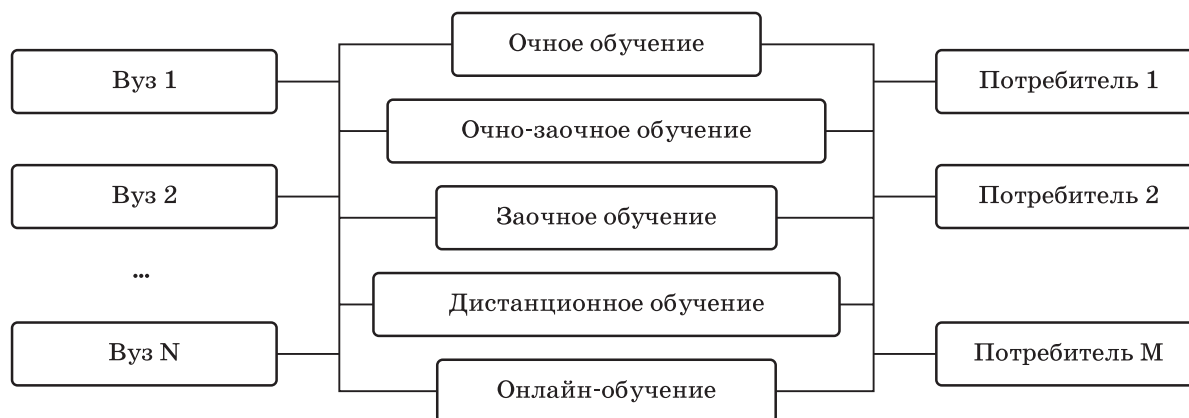 Очное обучение
Вуз 1
Потребитель 1
Очно-заочное обучение
Вуз 2
Потребитель 2
Заочное обучение
...
Дистанционное обучение
Вуз N
Потребитель M
Онлайн-обучение